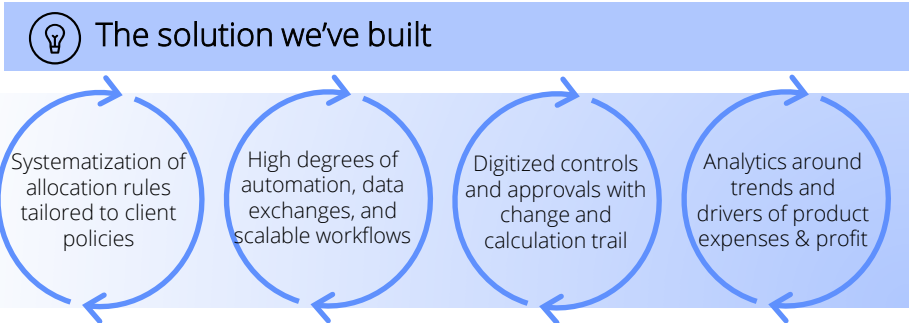 The solution we've built
Systematization of
allocation rules
tailored to client
policies
High degrees of
automation, data
exchanges, and
scalable workflows
Digitized controls
and approvals with
change and
calculation trail
Analytics around
trends and
drivers of product
expenses & profit